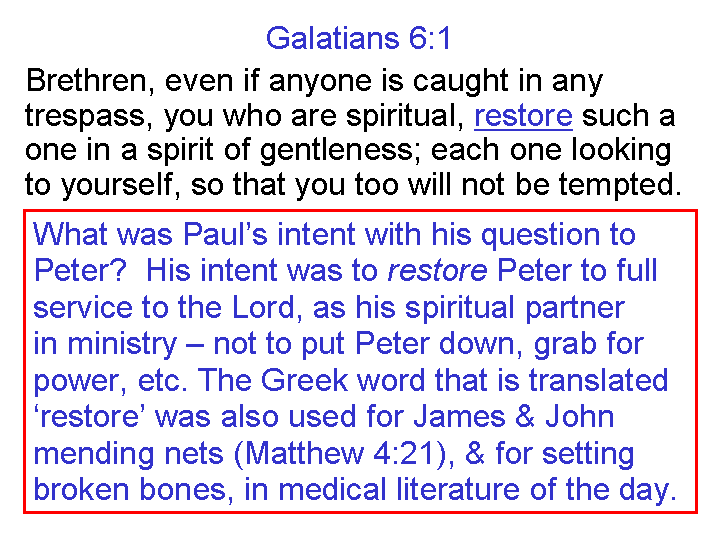 Galatians 6:1
Brethren, even if anyone is caught in any
trespass, you who are spiritual, restore such a
one in a spirit of gentleness; each one looking
to yourself, so that you too will not be tempted.
What was Paul’s intent with his question to
Peter?  His intent was to restore Peter to full
service to the Lord, as his spiritual partner
in ministry – not to put Peter down, grab for
power, etc. The Greek word that is translated
‘restore’ was also used for James & John
mending nets (Matthew 4:21), & for setting
broken bones, in medical literature of the day.